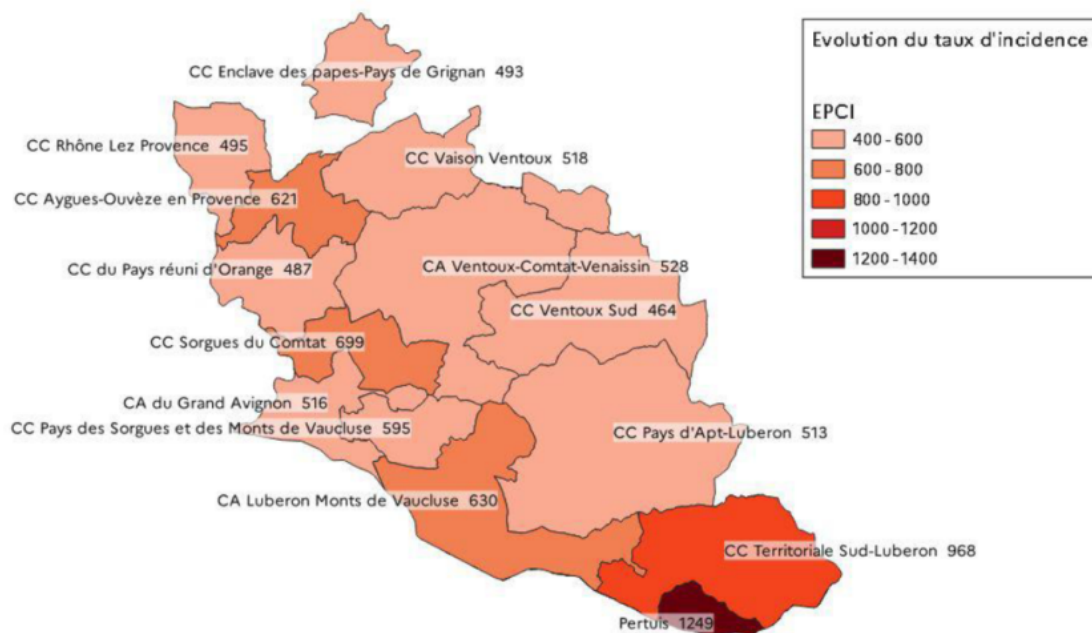 Evolution du taux d'incidence
EPCI
400 - 600
600 - 800
800 - 1000
1000 - 1200
1200 - 1400
CC Enclave des papes-Pays de Grignan 493
CC Rhône Lez Provence 495
CC Vaison Ventoux 518
CC Aygues-Ouvèze en Provence 621
CC du Pays réuni d'Orange 487
CA Ventoux-Comtat-Venaissin 528
CC Ventoux Sud 464
CC Sorgues du Comtat 699
CA du Grand Avignon 516
CC Pays des Sorgues et des Monts de Vaucluse 595
CC Pays d'Apt-Luberon 513
CA Luberon Monts de Vaucluse 630
CC Territoriale Sud-Luberon 968
Pertuis 1249